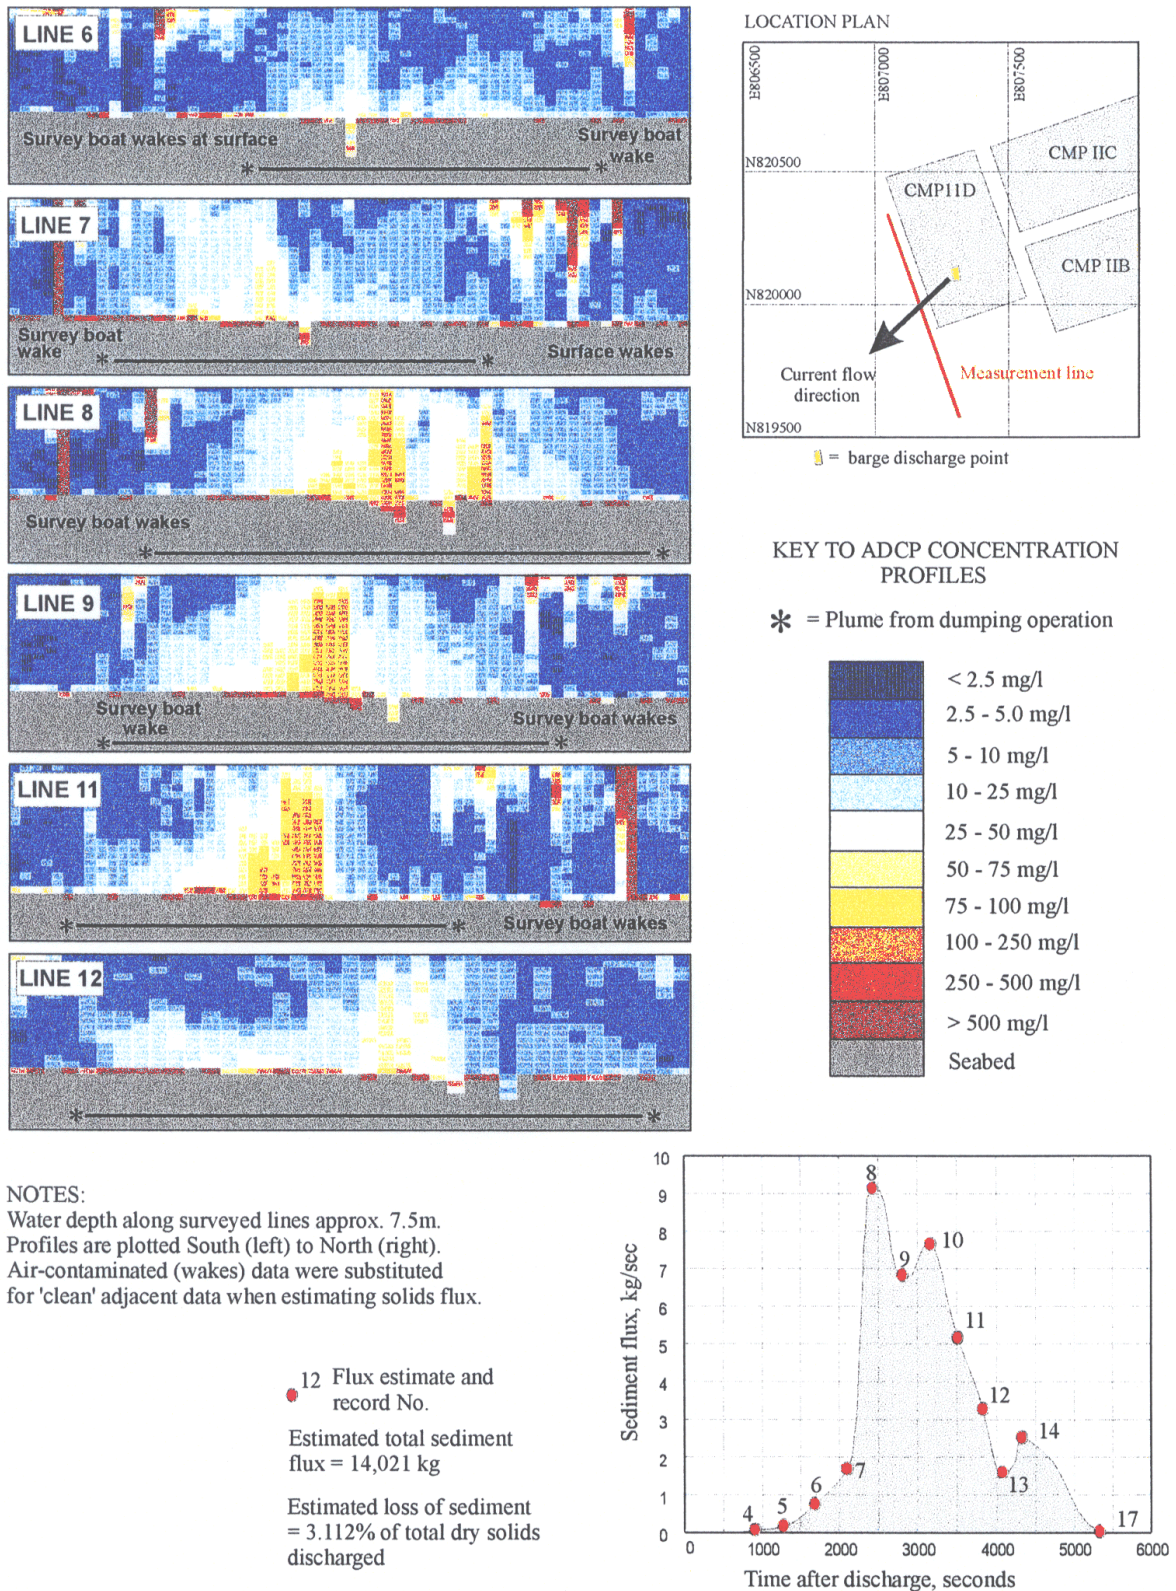 LINE 6
Survey boat wakes at surface
Survey boat
wake
*
*
LINE 7
Survey boat
wake
Surface wakes
*
*
LINE 8
Survey boat wakes
*
*
LINE 9
Survey boat
wake
Survey boat wakes
*
*
LINE 11
Survey boat wakes
*
*
LINE 12
*
*
LOCATION PLAN
E806500
E807000
E807500
N820500
N820000
N819500
CMP IIC
CMP11D
CMP IIB
Current flow
direction
Measurement line
= barge discharge point
KEY TO ADCP CONCENTRATION
PROFILES
* = Plume from dumping operation
< 2.5 mg/l
2.5 - 5.0 mg/l
5 - 10 mg/l
10 - 25 mg/l
25 - 50 mg/l
50 - 75 mg/l
75 - 100 mg/l
100 - 250 mg/l
250 - 500 mg/l
> 500 mg/l
Seabed
NOTES:
Water depth along surveyed lines approx. 7.5m.
Profiles are plotted South (left) to North (right).
Air-contaminated (wakes) data were substituted
for 'clean' adjacent data when estimating solids flux.
12 Flux estimate and
record No.
Estimated total sediment
flux = 14,021 kg
Estimated loss of sediment
= 3.112% of total dry solids
discharged
Sediment flux, kg/sec
10
9
8
7
6
5
4
3
2
1
0
4
5
6
7
8
9
10
11
12
13
14
17
0
1000
2000
3000
4000
5000
6000
Time after discharge, seconds